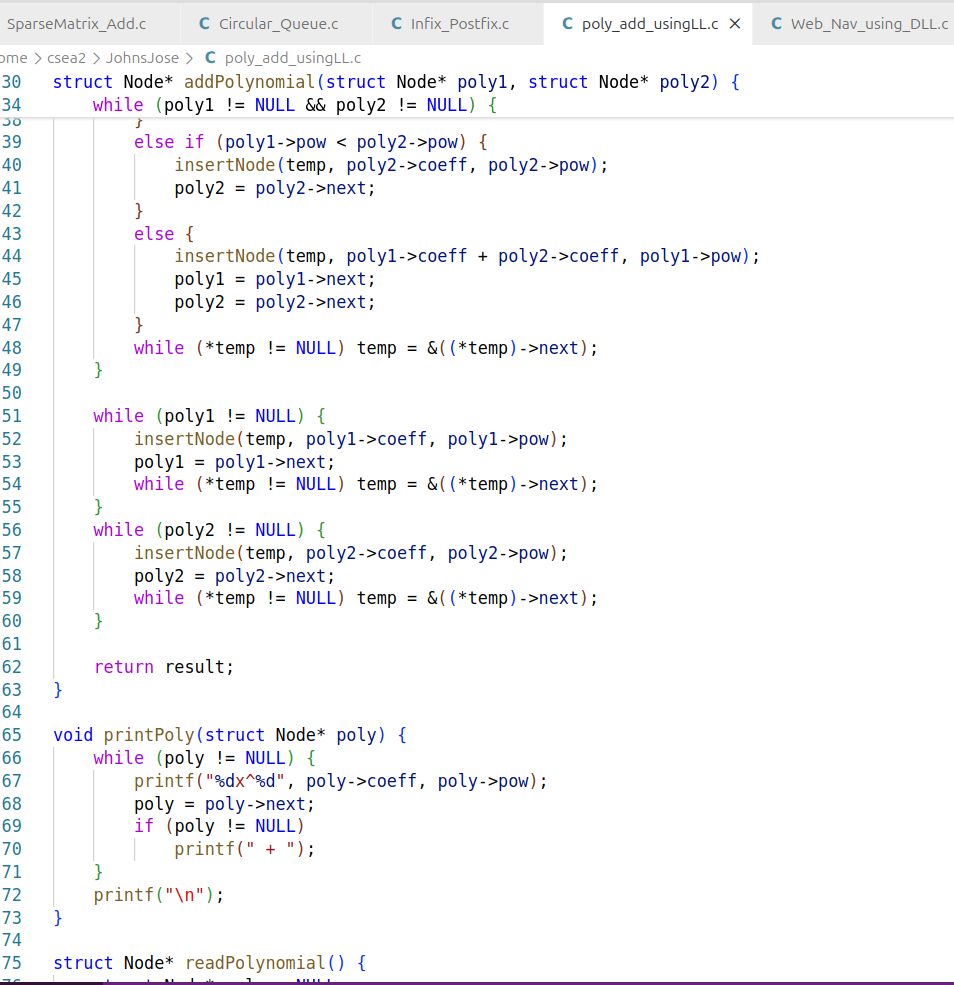 SparseMatrix_Add.c C Circular_Queue.c C Infix_Postfix.c C poly_add_usingLL.c × C Web_Nav_using_DLL.c
ome > csea2 > JohnsJose > C poly_add_usingLL.c
30 struct Node* addPolynomial(struct Node* poly1, struct Node* poly2) {
34 while (poly1 != NULL && poly2 != NULL) {
38 }
39 else if (poly1->pow < poly2->pow) {
40 insertNode(temp, poly2->coeff, poly2->pow);
41 poly2 = poly2->next;
42 }
43 else {
44 insertNode(temp, poly1->coeff + poly2->coeff, poly1->pow);
45 poly1 = poly1->next;
46 poly2 = poly2->next;
47 }
48 while (*temp != NULL) temp = &((*temp)->next);
49 }
50
51 while (poly1 != NULL) {
52 insertNode(temp, poly1->coeff, poly1->pow);
53 poly1 = poly1->next;
54 while (*temp != NULL) temp = &((*temp)->next);
55 }
56 while (poly2 != NULL) {
57 insertNode(temp, poly2->coeff, poly2->pow);
58 poly2 = poly2->next;
59 while (*temp != NULL) temp = &((*temp)->next);
60 }
61
62 return result;
63 }
64
65 void printPoly(struct Node* poly) {
66 while (poly != NULL) {
67 printf("%dx^%d", poly->coeff, poly->pow);
68 poly = poly->next;
69 if (poly != NULL)
70 printf(" + ");
71 }
72 printf("\n");
73 }
74
75 struct Node* readPolynomial() {